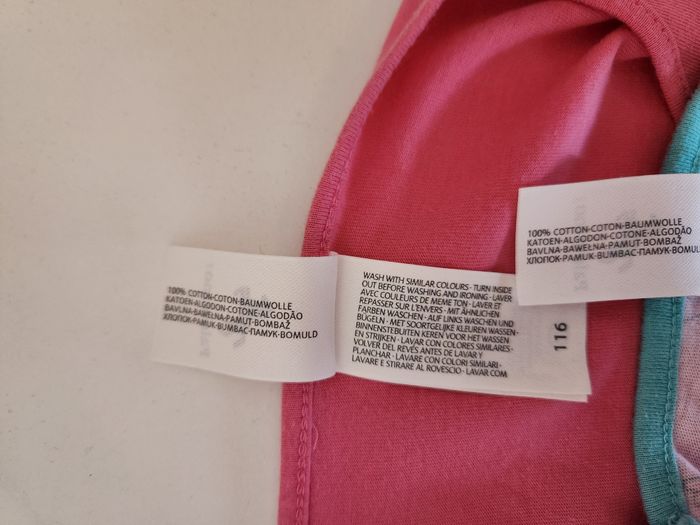 100% COTTON-COTON-BAUMWOLLE
KATOEN-ALGODON-COTONE-ALGODÃO
BAVLNA-BAWEŁNA-PAMUT-BOMBAŽ
ХЛОПОК-PAMUK-BUMBAC-ПАМУК-BOMULD
WASH WITH SIMILAR COLOURS · TURN INSIDE
OUT BEFORE WASHING AND IRONING · LAVER
AVEC COULEURS DE MEME TON · LAVER ET
REPASSER SUR L'ENVERS · MIT ÄHNLICHEN
FARBEN WASCHEN · AUF LINKS WASCHEN UND
BÜGELN · MET SOORTGELIJKE KLEUREN WASSEN ·
BINNENSTEBUITEN KEREN VOOR HET WASSEN
EN STRIJKEN · LAVAR CON COLORES SIMILARES ·
VOLVER DEL REVÉS ANTES DE LAVAR Y
PLANCHAR · LAVARE CON COLORI SIMILARI ·
LAVARE E STIRARE AL ROVESCIO · LAVAR COM
116
100% COTTON-COTON-BAUMWOLLE
KATOEN-ALGODON-COTONE-ALGODÃO
BAVLNA-BAWEŁNA-PAMUT-BOMBAŽ
ХЛОПОК-PAMUK-BUMBAC-ПАМУК-BOMUL